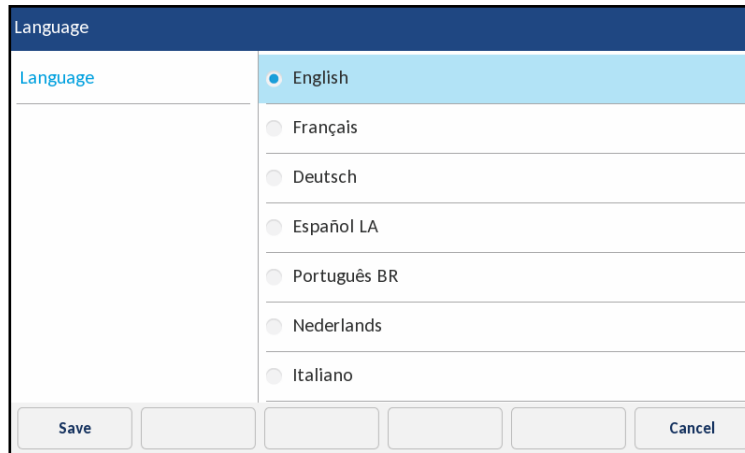 Language
Language
English
Français
Deutsch
Español LA
Português BR
Nederlands
Italiano
Save
Cancel